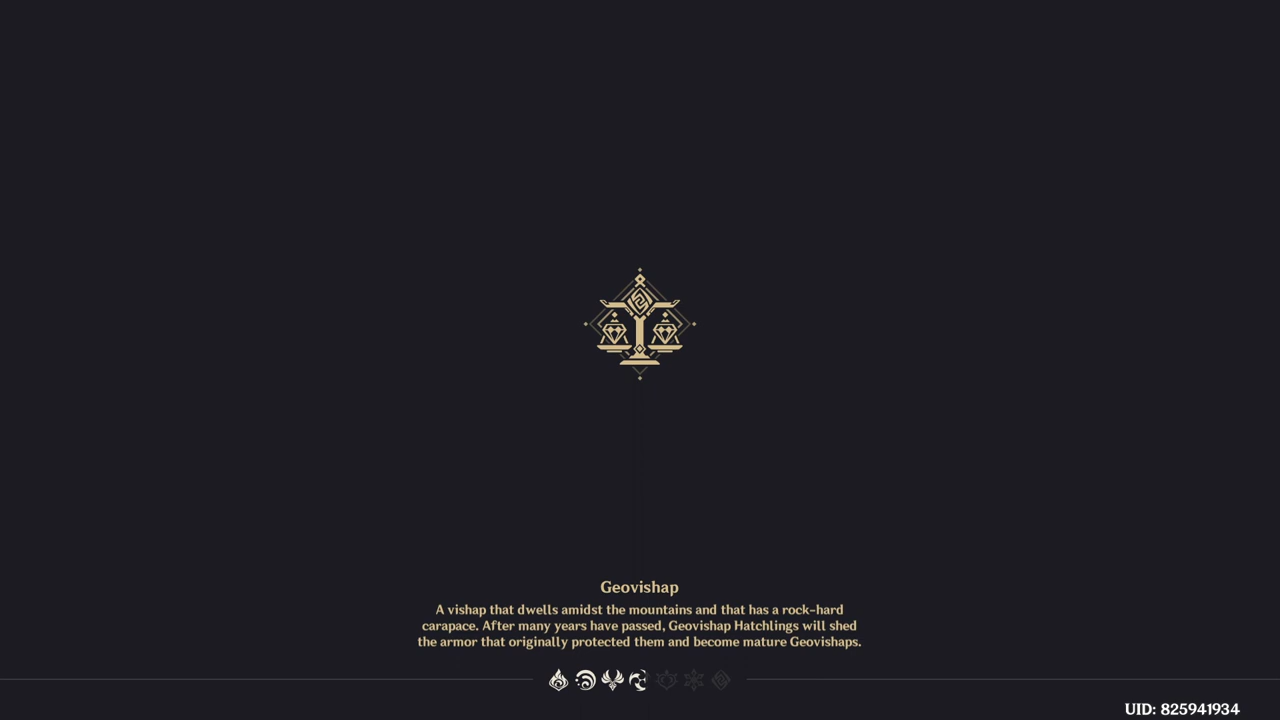 Geovishap
A vishap that dwells amidst the mountains and that has a rock-hard
carapace. After many years have passed, Geovishap Hatchlings will shed
the armor that originally protected them and become mature Geovishaps.
UID: 825941934